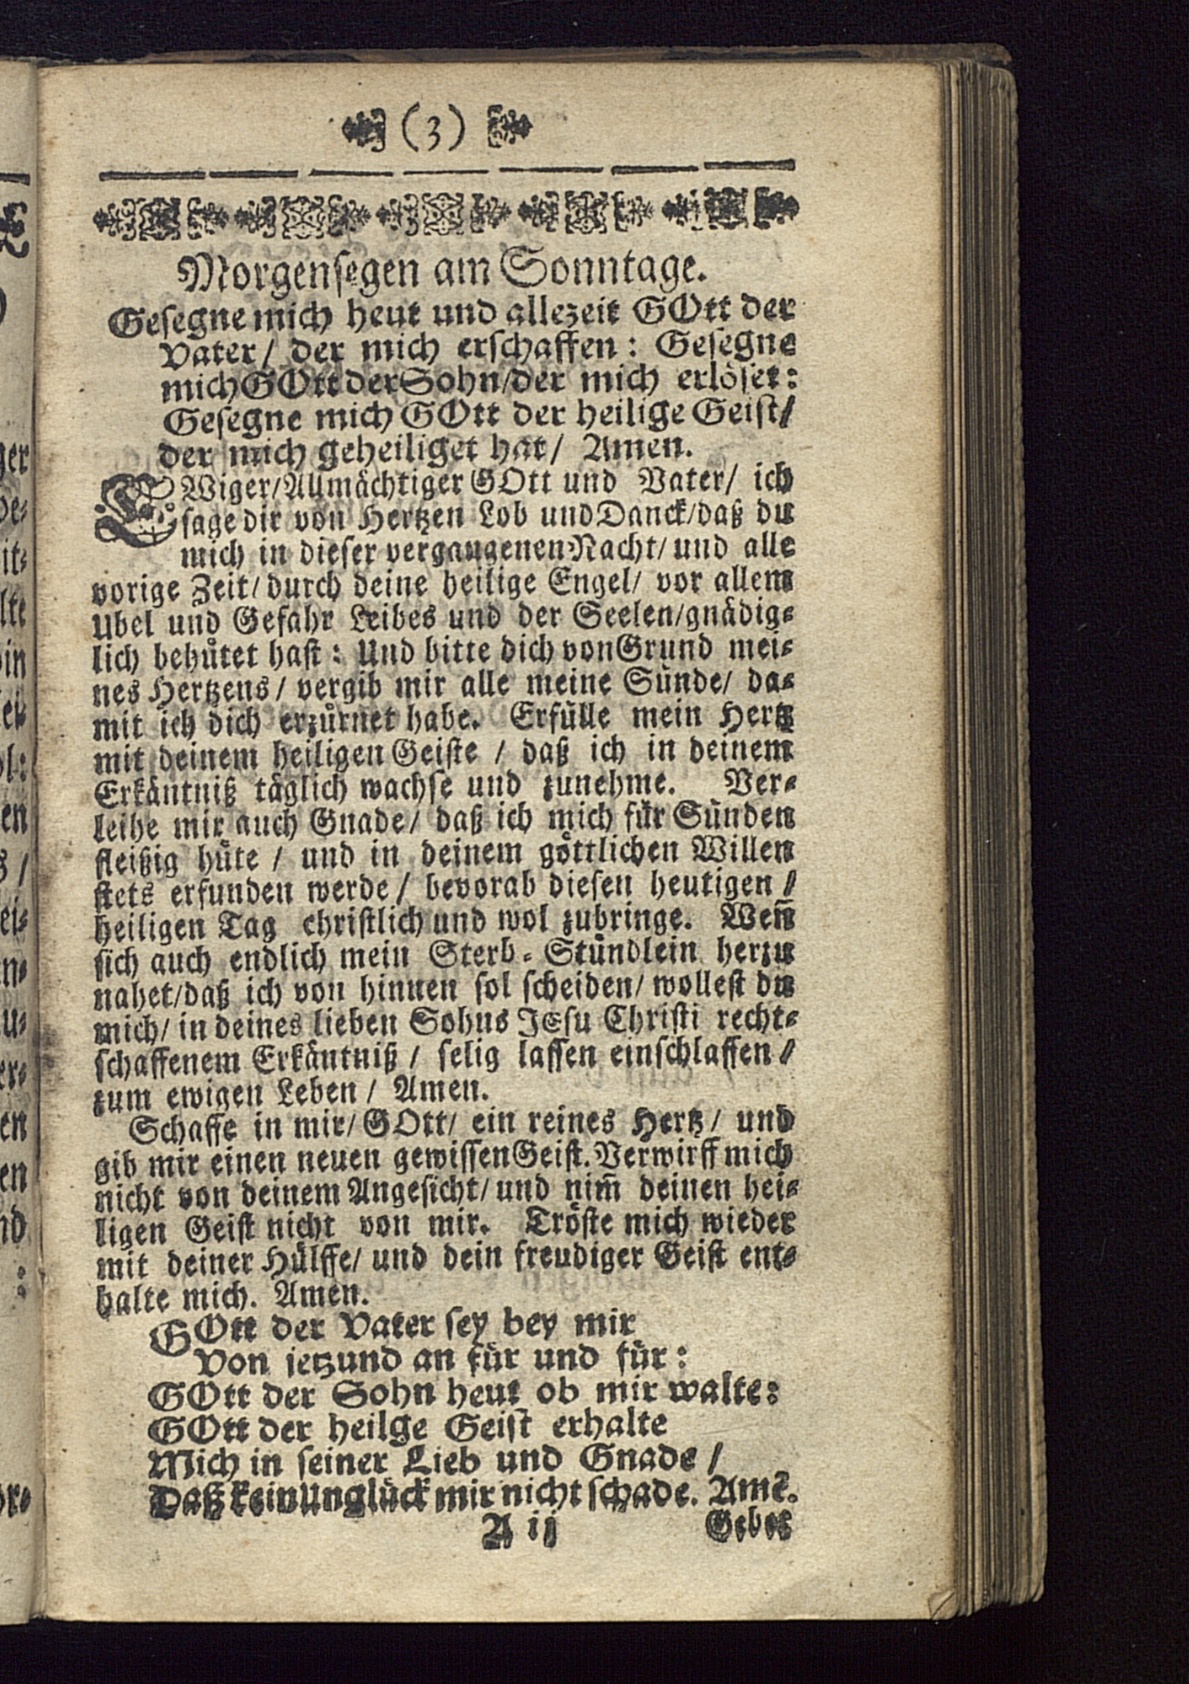 (3)
Morgensegen am Sonntage.
Gesegne mich heut und allezeit GOtt der
Vater/ der mich erschaffen: Gesegne
mich GOtt der Sohn/der mich erlöset:
Gesegne mich GOtt der heilige Geist/
der mich geheiliget hat/ Amen.
EWiger/Allmächtiger GOtt und Vater/ ich
sage dir von Hertzen Lob und Danck/daß du
mich in dieser vergangenen Nacht/ und alle
vorige Zeit/ durch deine heilige Engel/ vor allem
Ubel und Gefahr Leibes und der Seelen/gnädig-
lich behütet hast: Und bitte dich von Grund mei-
nes Hertzens/ vergib mir alle meine Sünde/ da-
mit ich dich erzürnet habe. Erfülle mein Hertz
mit deinem heiligen Geiste / daß ich in deinem
Erkäntniß täglich wachse und zunehme. Ver-
leihe mir auch Gnade/ daß ich mich für Sünden
fleißig hüte / und in deinem göttlichen Willen
stets erfunden werde/ bevorab diesen heutigen/
heiligen Tag christlich und wol zubringe. Weñ
sich auch endlich mein Sterb-Stündlein herzu
nahet/daß ich von hinnen sol scheiden/ wollest du
mich/ in deines lieben Sohns JEsu Christi recht-
schaffenem Erkäntniß / selig lassen einschlaffen/
zum ewigen Leben / Amen.
Schaffe in mir/ GOtt/ ein reines Hertz/ und
gib mir einen neuen gewissen Geist. Verwirff mich
nicht von deinem Angesicht/ und nim̃ deinen hei-
ligen Geist nicht von mir. Tröste mich wieder
mit deiner Hülffe/ und dein freudiger Geist ent-
halte mich. Amen.
GOtt der Vater sey bey mir
Von jetzund an für und für:
GOtt der Sohn heut ob mir walte:
GOtt der heilge Geist erhalte
Mich in seiner Lieb und Gnade /
Daß kein Unglück mir nicht schade. Amẽ.
A ij Gebet